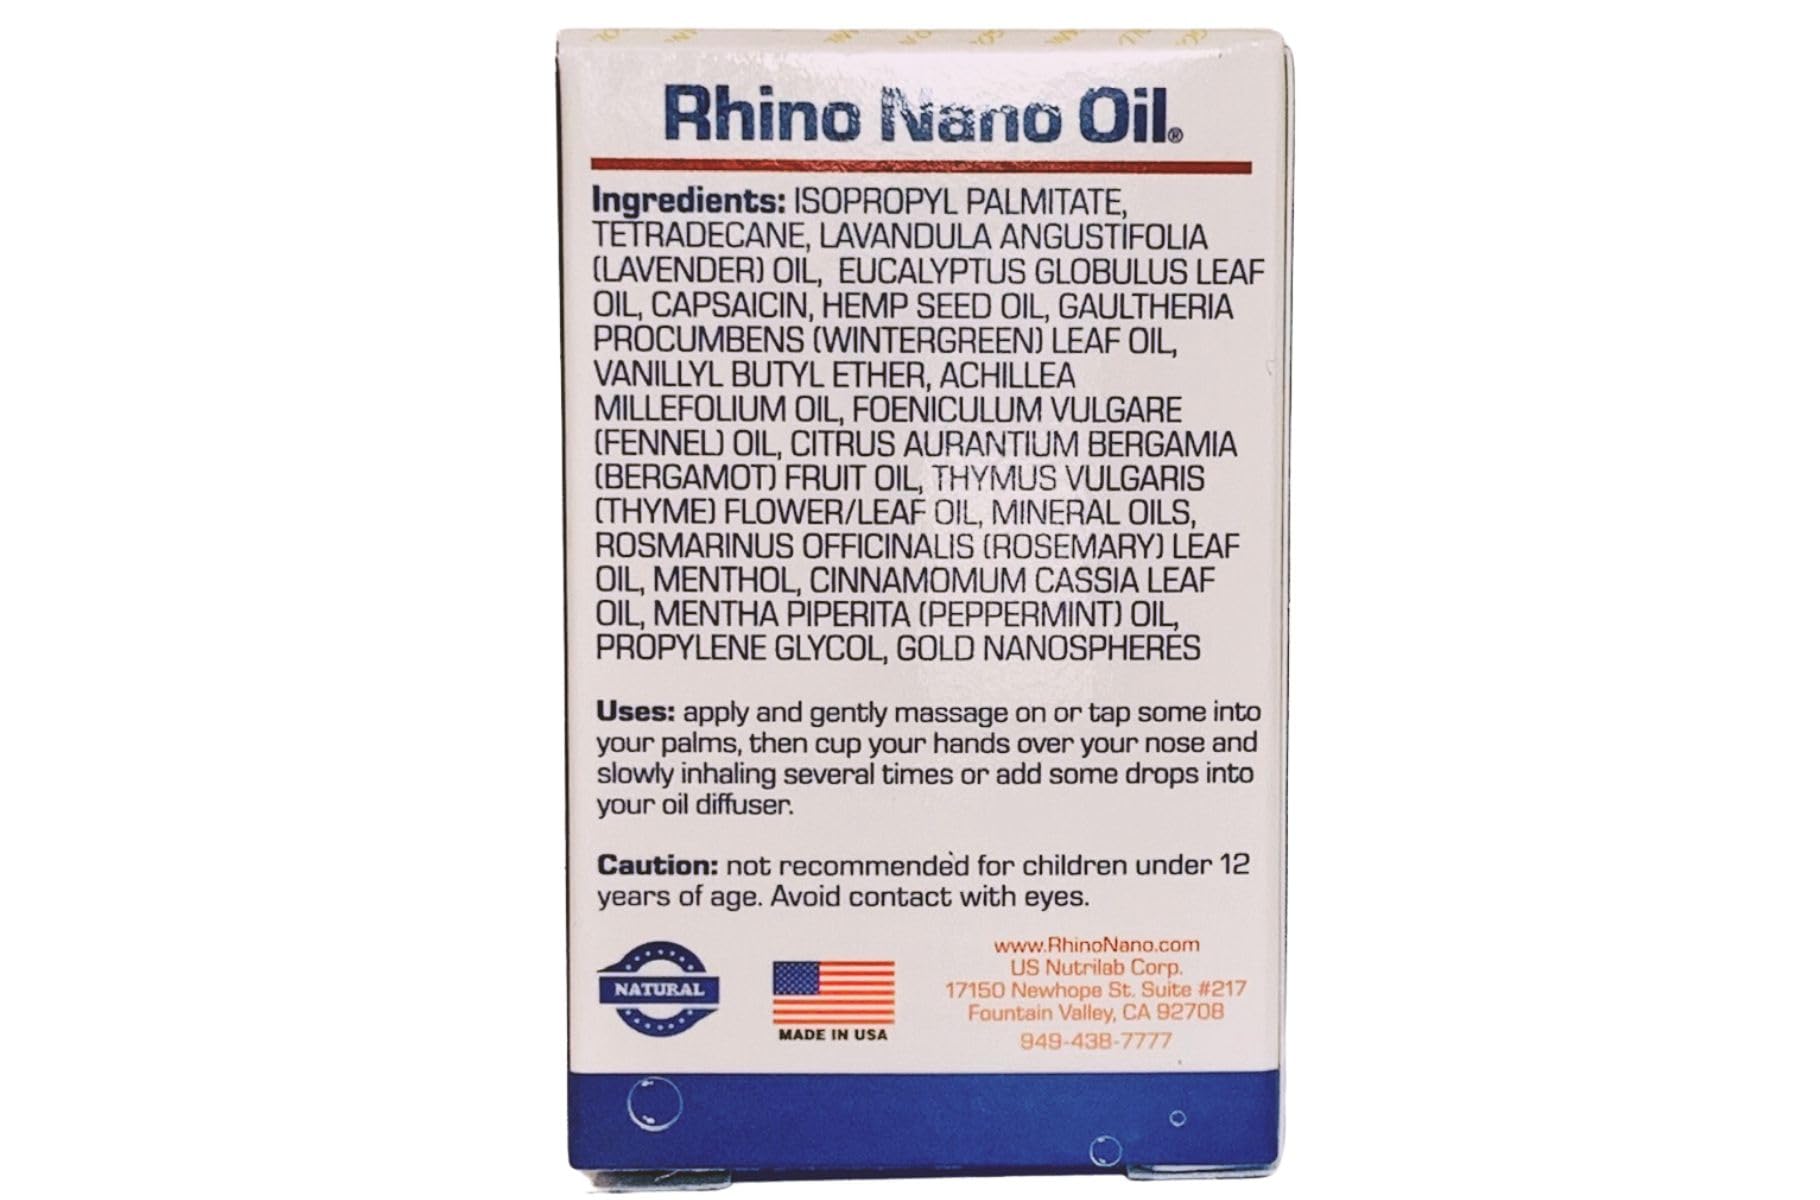 Rhino Nano Oil®
Ingredients: ISOPROPYL PALMITATE,
TETRADECANE, LAVANDULA ANGUSTIFOLIA
(LAVENDER) OIL, EUCALYPTUS GLOBULUS LEAF
OIL, CAPSAICIN, HEMP SEED OIL, GAULTHERIA
PROCUMBENS (WINTERGREEN) LEAF OIL,
VANILLYL BUTYL ETHER, ACHILLEA
MILLEFOLIUM OIL, FOENICULUM VULGARE
(FENNEL) OIL, CITRUS AURANTIUM BERGAMIA
(BERGAMOT) FRUIT OIL, THYMUS VULGARIS
(THYME) FLOWER/LEAF OIL, MINERAL OILS,
ROSMARINUS OFFICINALIS (ROSEMARY) LEAF
OIL, MENTHOL, CINNAMOMUM CASSIA LEAF
OIL, MENTHA PIPERITA (PEPPERMINT) OIL,
PROPYLENE GLYCOL, GOLD NANOSPHERES
Uses: apply and gently massage on or tap some into
your palms, then cup your hands over your nose and
slowly inhaling several times or add some drops into
your oil diffuser.
Caution: not recommended for children under 12
years of age. Avoid contact with eyes.
NATURAL
MADE IN USA
www.RhinoNano.com
US Nutrilab Corp.
17150 Newhope St. Suite #217
Fountain Valley, CA 92708
949-438-7777